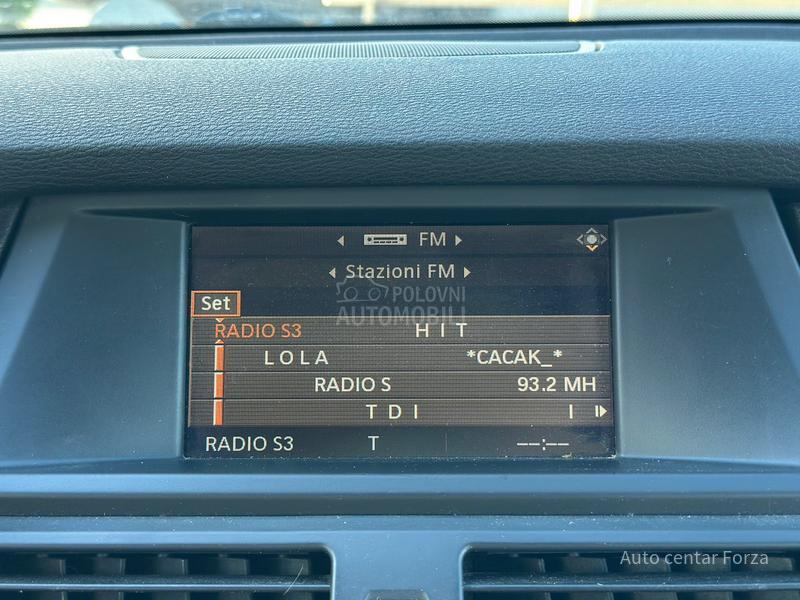 FM
Stazioni FM
POLOVNI
AUTOMOBILI
Set
RADIO S3 H I T
L O L A *CACAK_*
RADIO S 93.2 MH
T D I I
RADIO S3 T --:--
Auto centar Forza